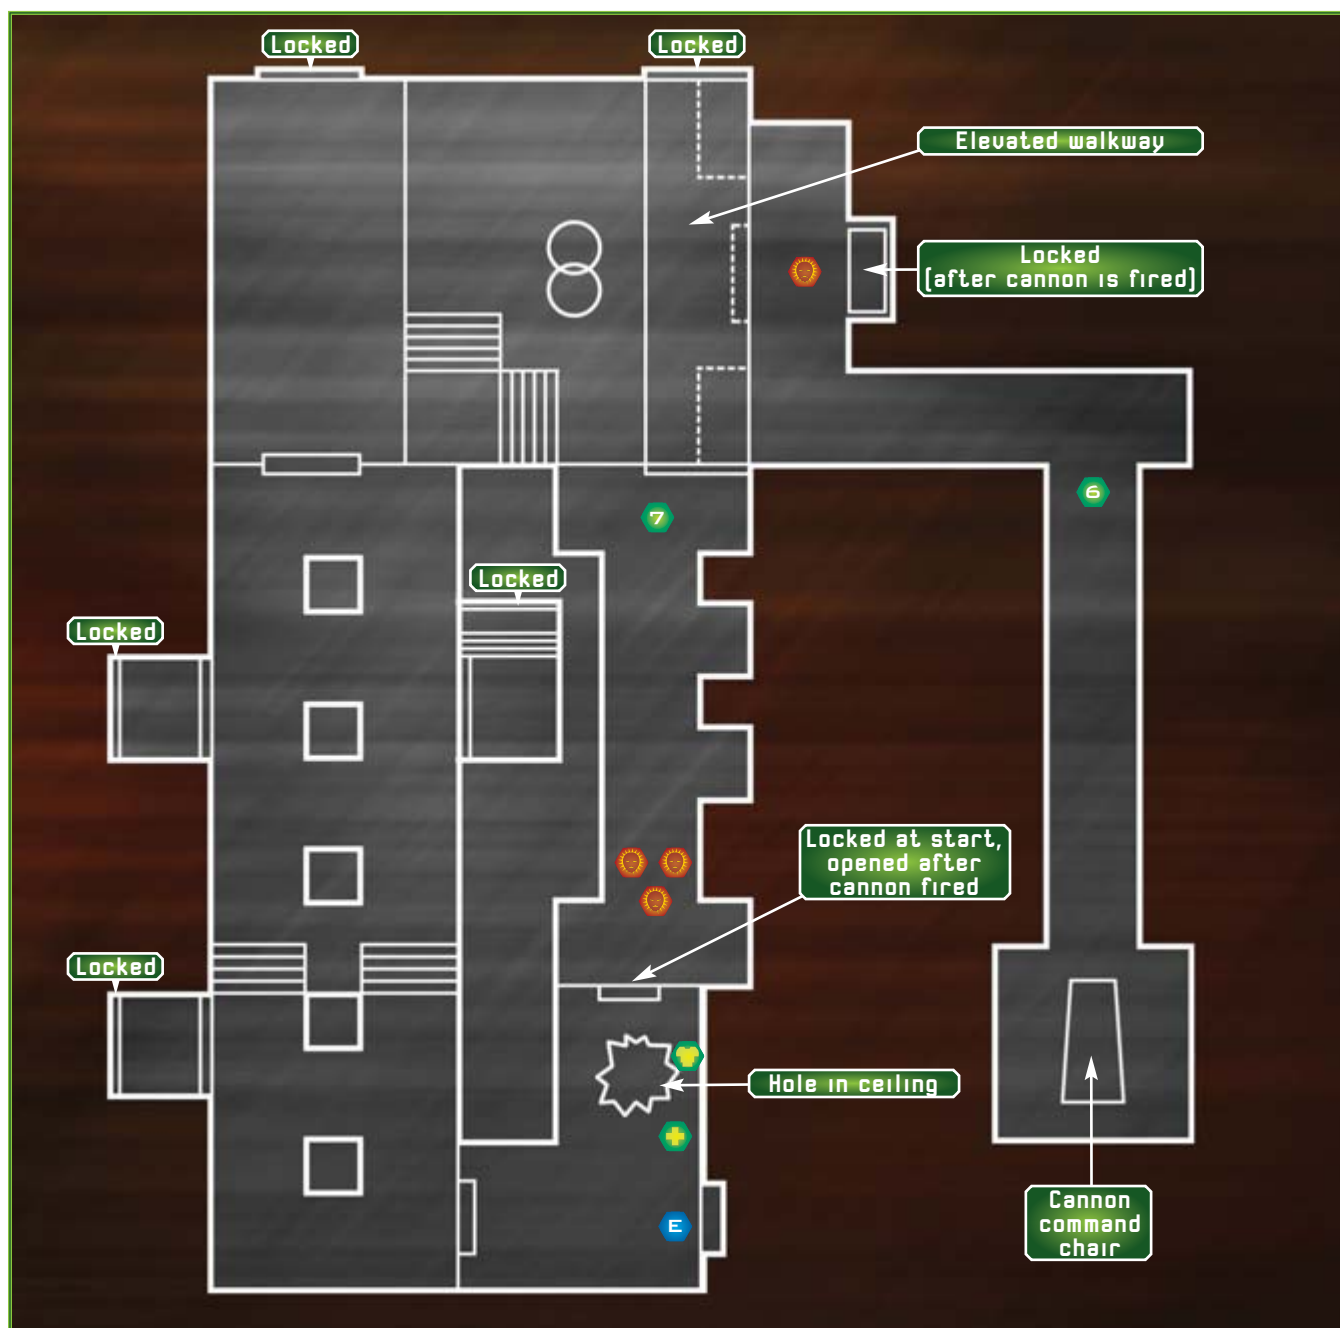 Locked
Locked
Elevated walkway
Locked
(after cannon is fired)
6
7
Locked
Locked
Locked at start,
opened after
cannon fired
Locked
Hole in ceiling
E
Cannon
command
chair